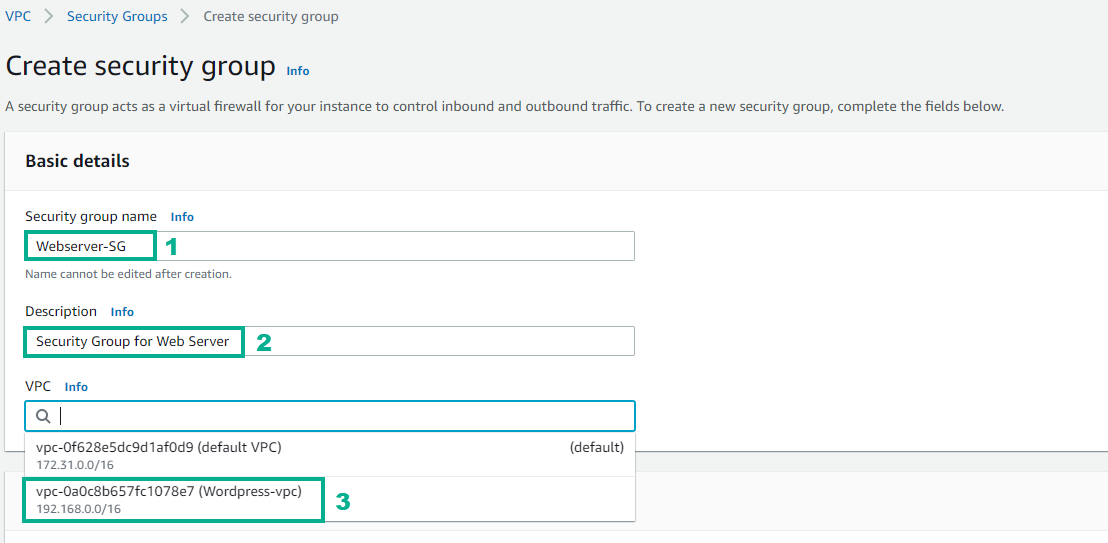 VPC > Security Groups > Create security group
Create security group Info
A security group acts as a virtual firewall for your instance to control inbound and outbound traffic. To create a new security group, complete the fields below.
Basic details
Security group name Info
Webserver-SG 1
Name cannot be edited after creation.
Description Info
Security Group for Web Server 2
VPC Info
vpc-0f628e5dc9d1af0d9 (default VPC) (default)
172.31.0.0/16
vpc-0a0c8b657fc1078e7 (Wordpress-vpc) 3
192.168.0.0/16